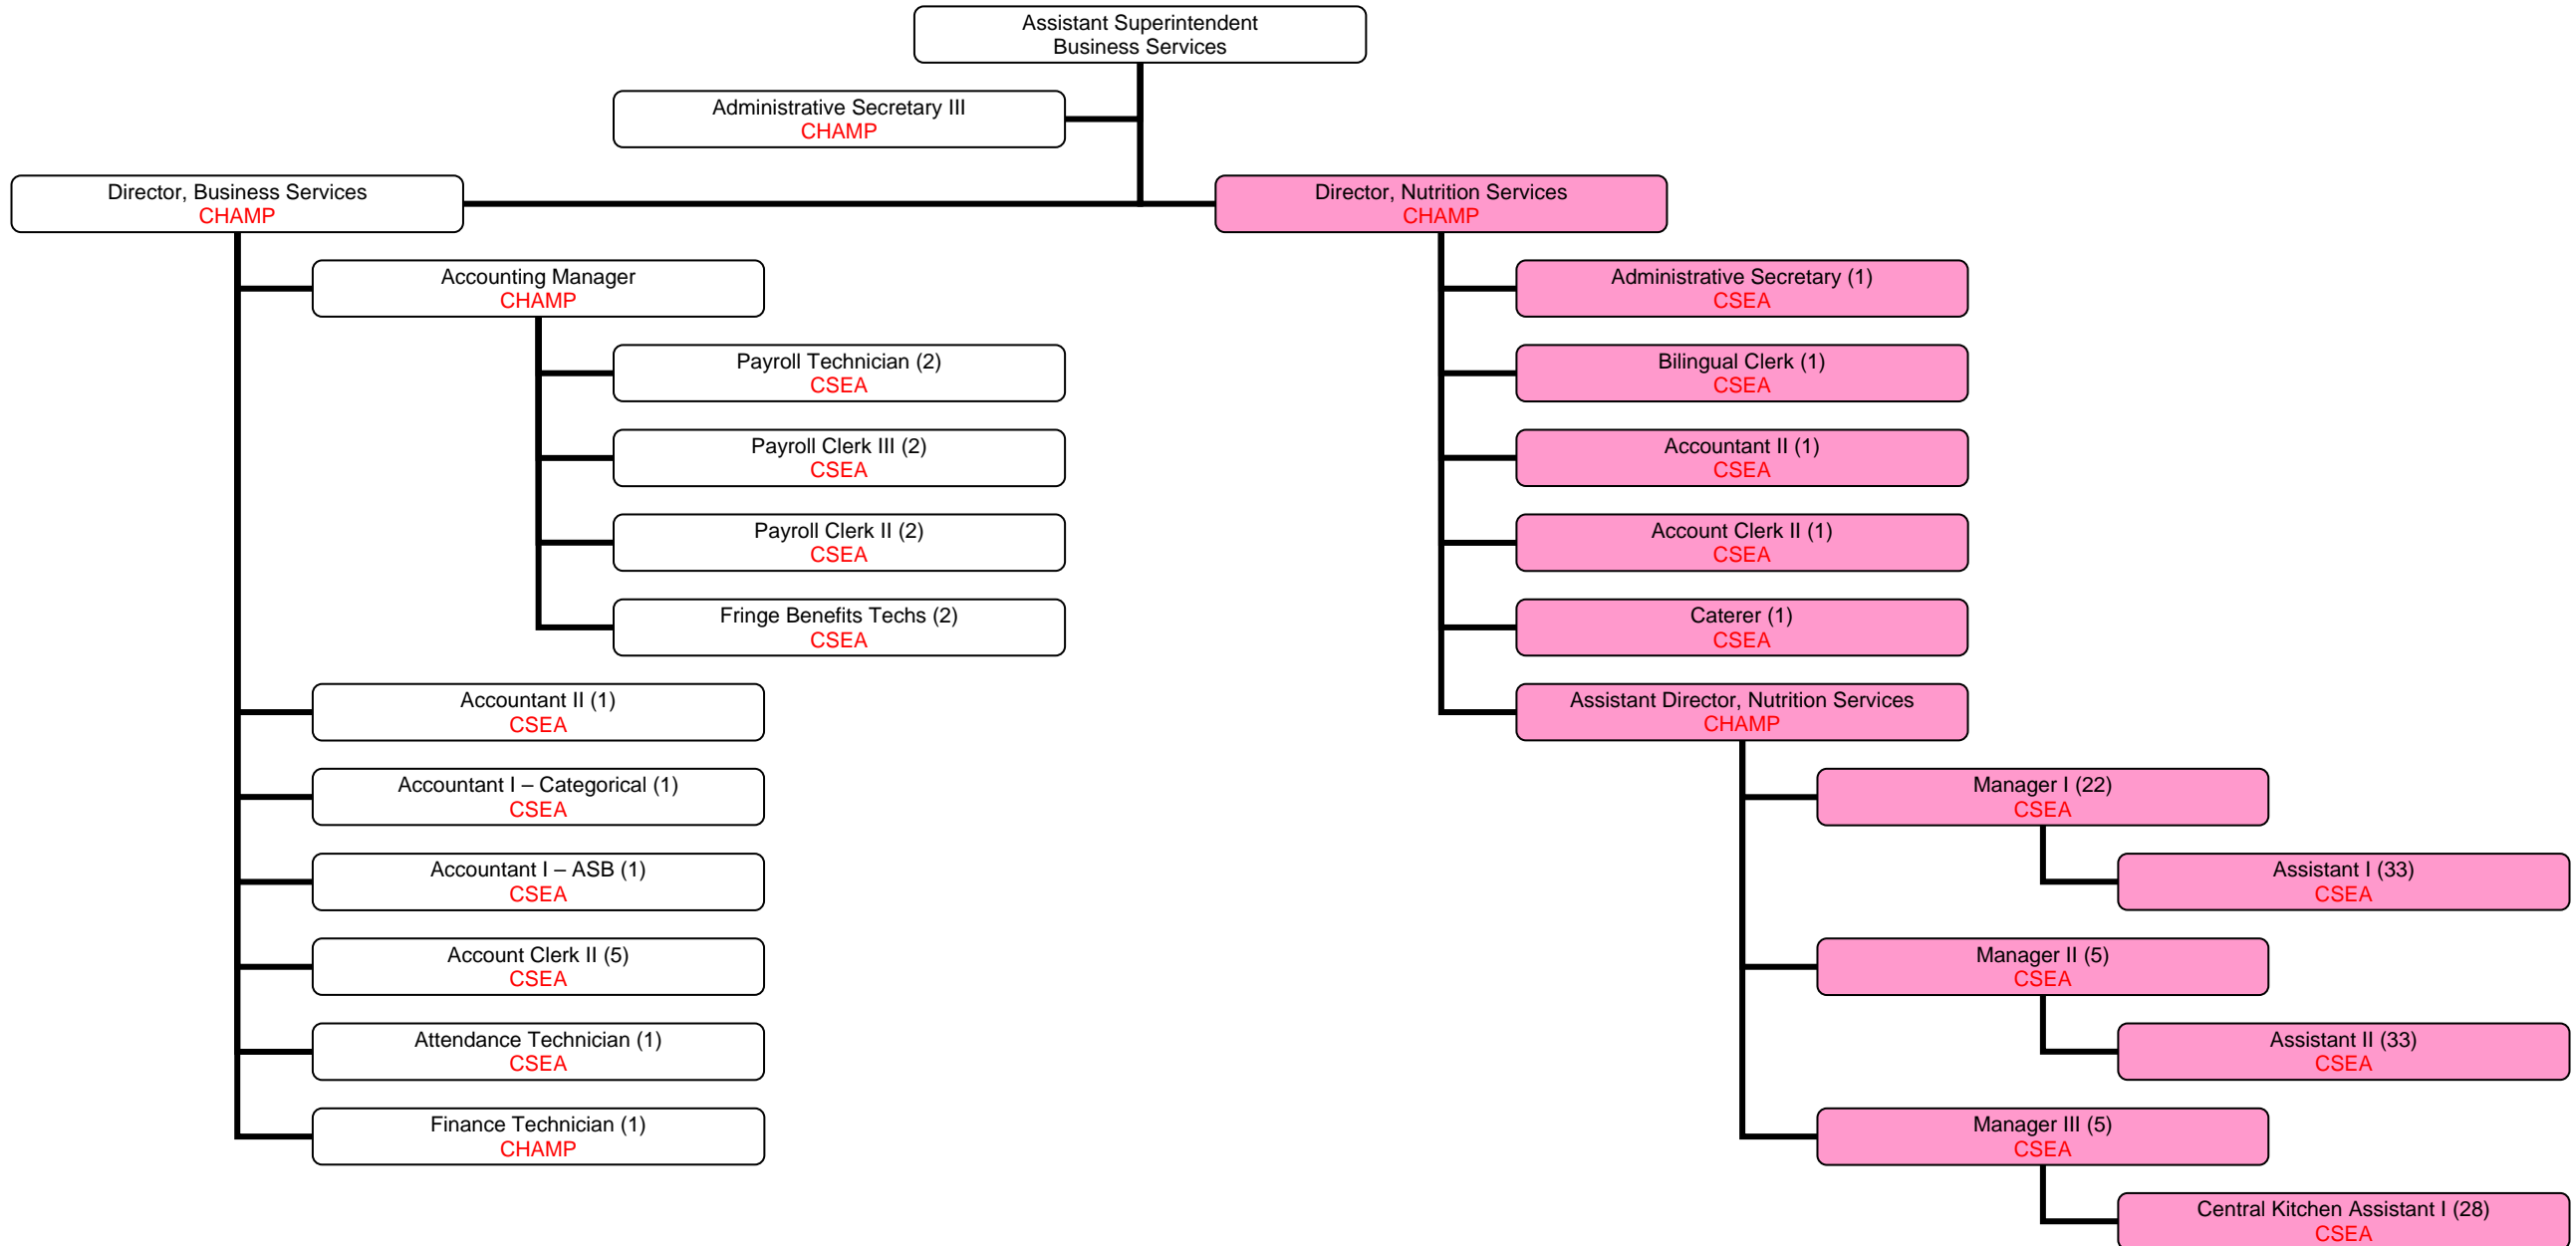 Assistant Superintendent
Business Services
Administrative Secretary III
CHAMP
Director, Business Services
CHAMP
Director, Nutrition Services
CHAMP
Accounting Manager
CHAMP
Administrative Secretary (1)
CSEA
Payroll Technician (2)
CSEA
Bilingual Clerk (1)
CSEA
Payroll Clerk III (2)
CSEA
Accountant II (1)
CSEA
Payroll Clerk II (2)
CSEA
Account Clerk II (1)
CSEA
Fringe Benefits Techs (2)
CSEA
Caterer (1)
CSEA
Accountant II (1)
CSEA
Assistant Director, Nutrition Services
CHAMP
Accountant I – Categorical (1)
CSEA
Manager I (22)
CSEA
Accountant I – ASB (1)
CSEA
Assistant I (33)
CSEA
Account Clerk II (5)
CSEA
Manager II (5)
CSEA
Attendance Technician (1)
CSEA
Assistant II (33)
CSEA
Finance Technician (1)
CHAMP
Manager III (5)
CSEA
Central Kitchen Assistant I (28)
CSEA